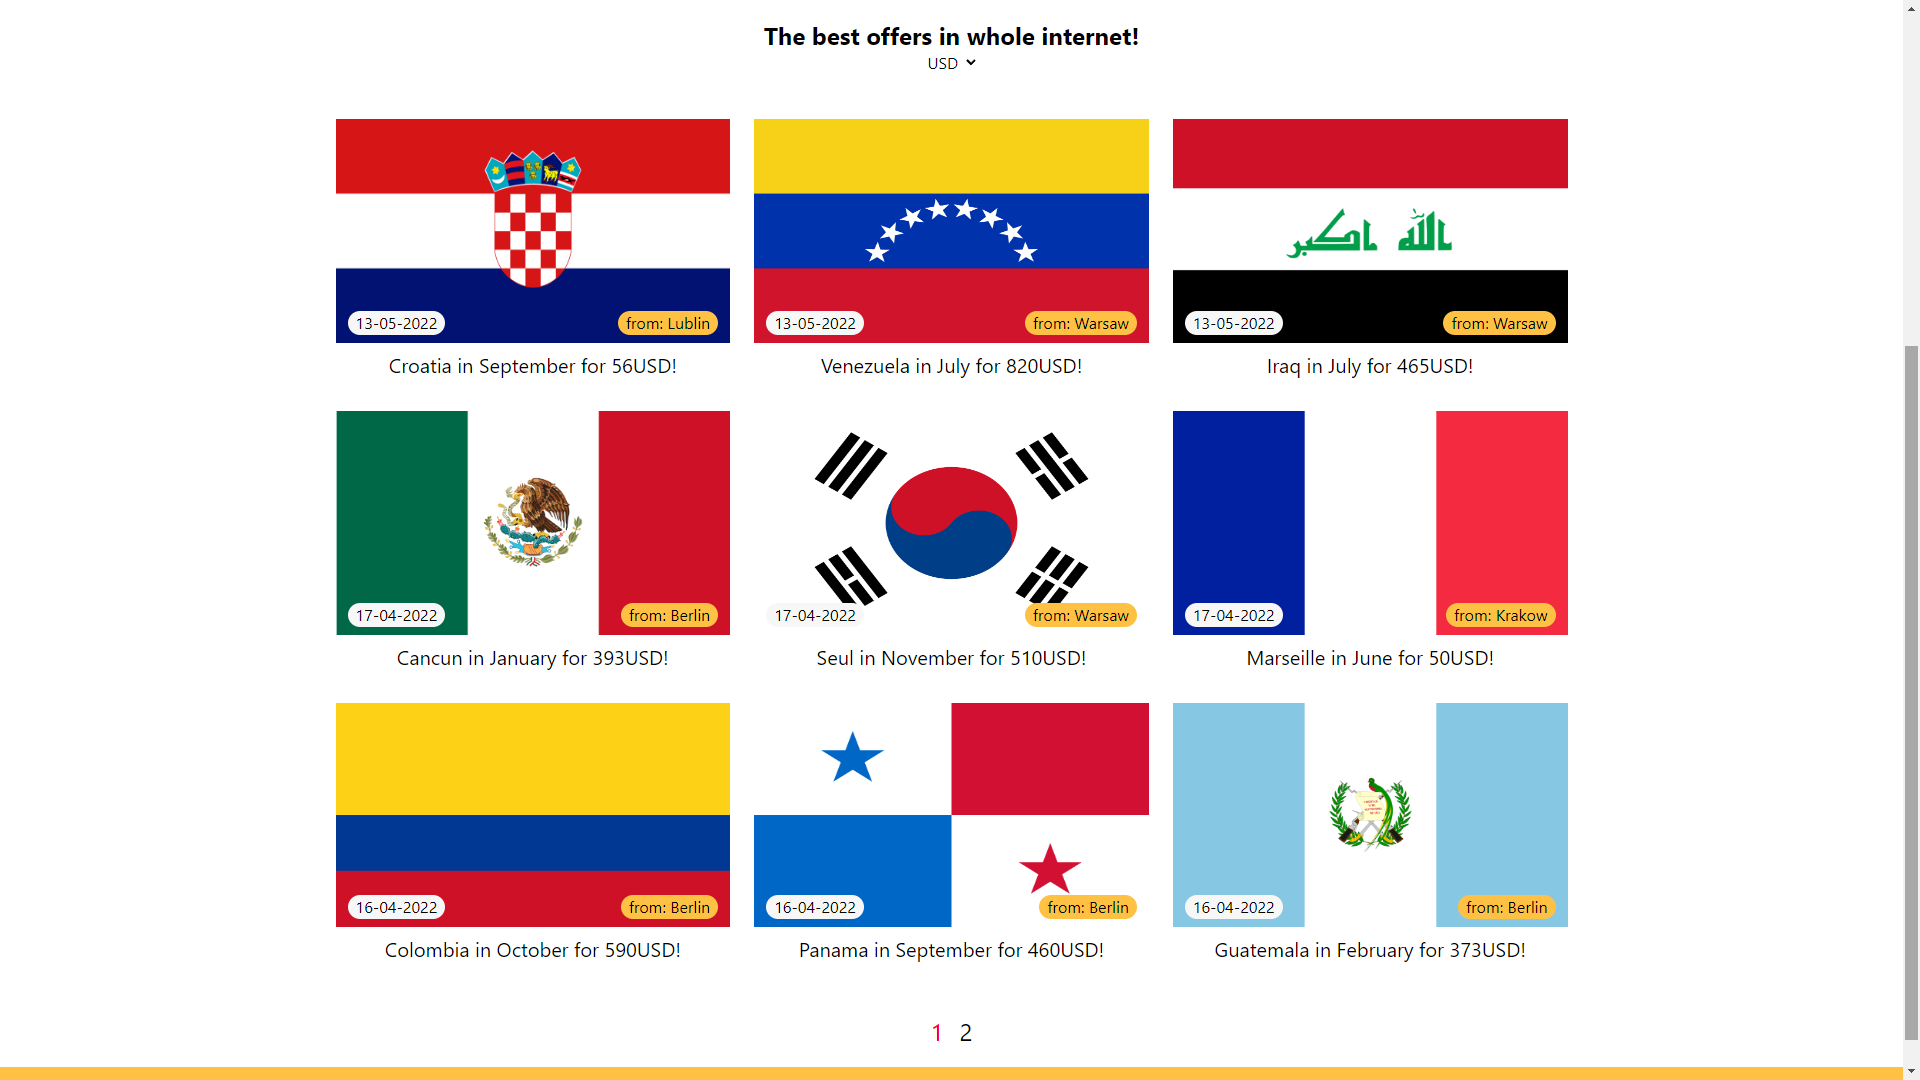 The best offers in whole internet!
USD
الله اكبر
13-05-2022 from: Lublin
13-05-2022 from: Warsaw
13-05-2022 from: Warsaw
Croatia in September for 56USD!
Venezuela in July for 820USD!
Iraq in July for 465USD!
17-04-2022 from: Berlin
17-04-2022 from: Warsaw
17-04-2022 from: Krakow
Cancun in January for 393USD!
Seul in November for 510USD!
Marseille in June for 50USD!
16-04-2022 from: Berlin
16-04-2022 from: Berlin
16-04-2022 from: Berlin
Colombia in October for 590USD!
Panama in September for 460USD!
Guatemala in February for 373USD!
1 2